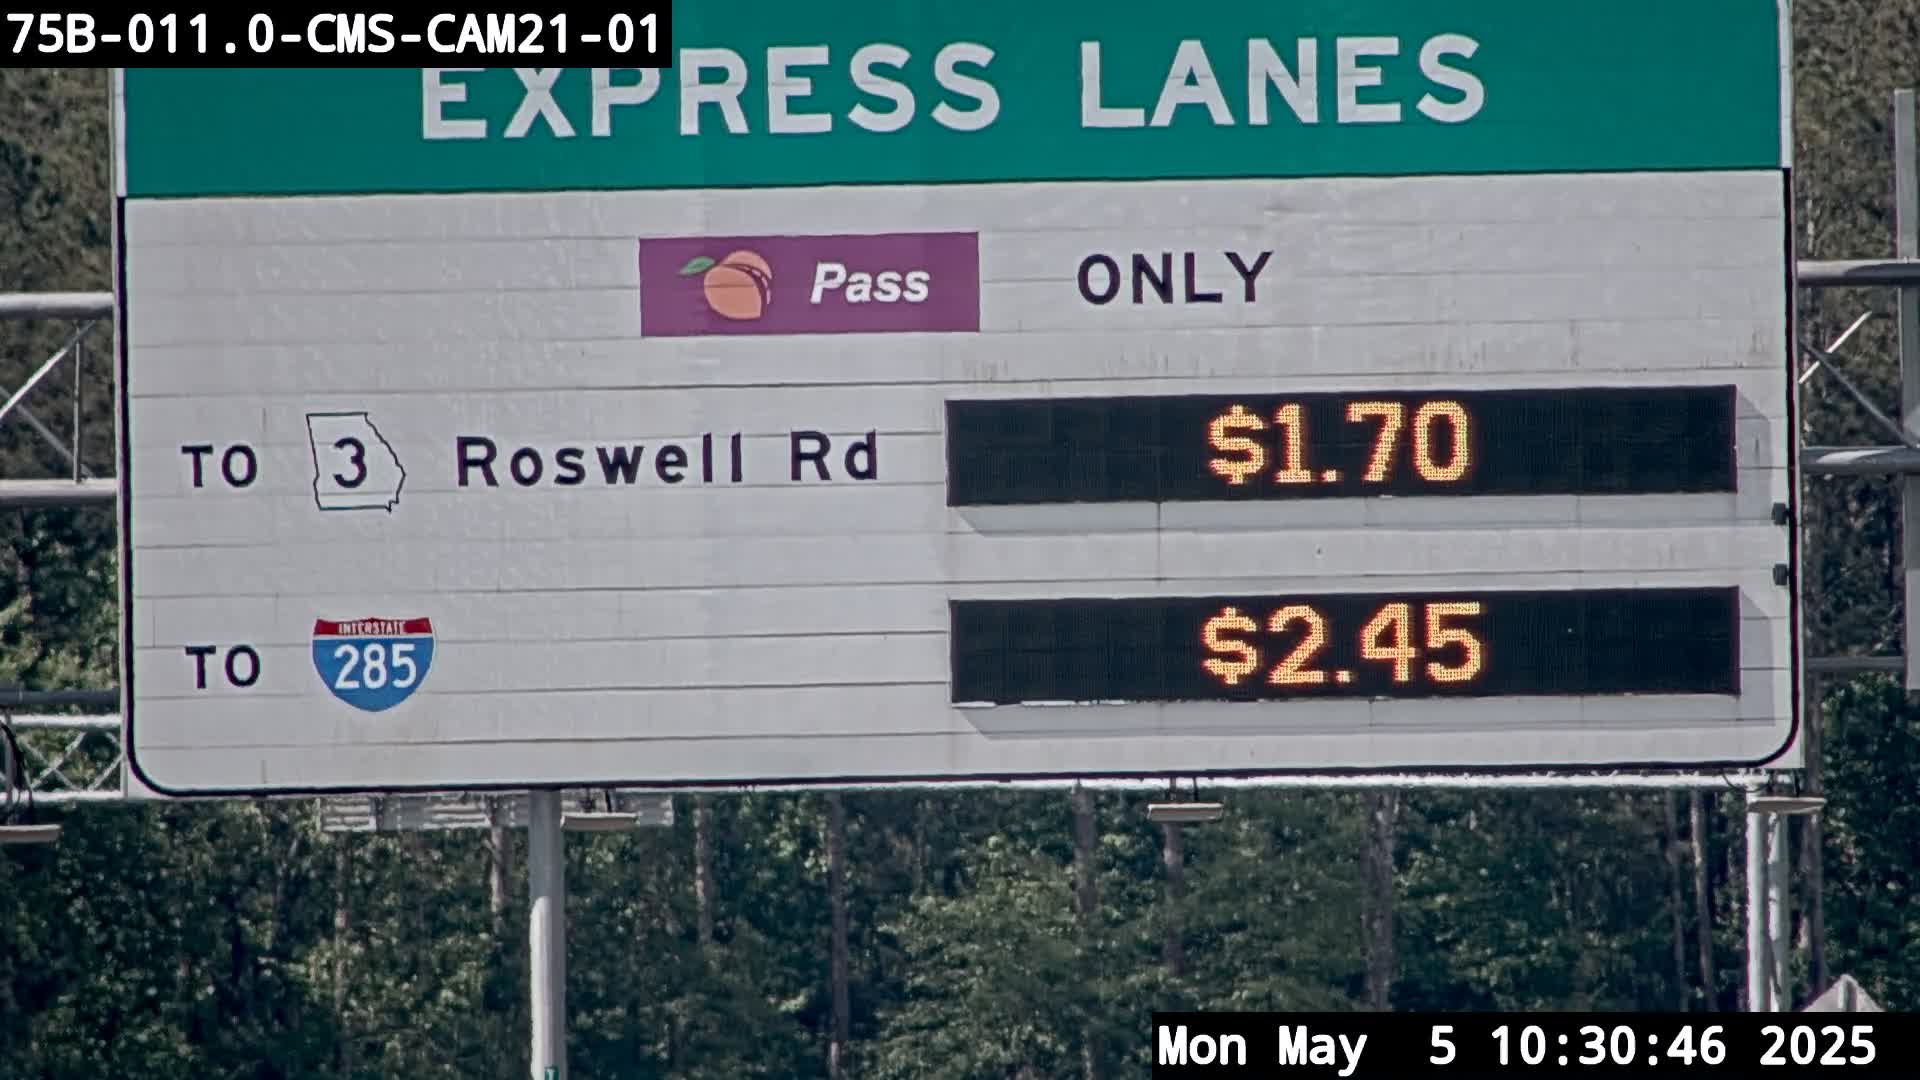 75B-011.0-CMS-CAM21-01
EXPRESS LANES
Pass ONLY
TO 3 Roswell Rd $1.70
TO INTERSTATE 285 $2.45
Mon May 5 10:30:46 2025